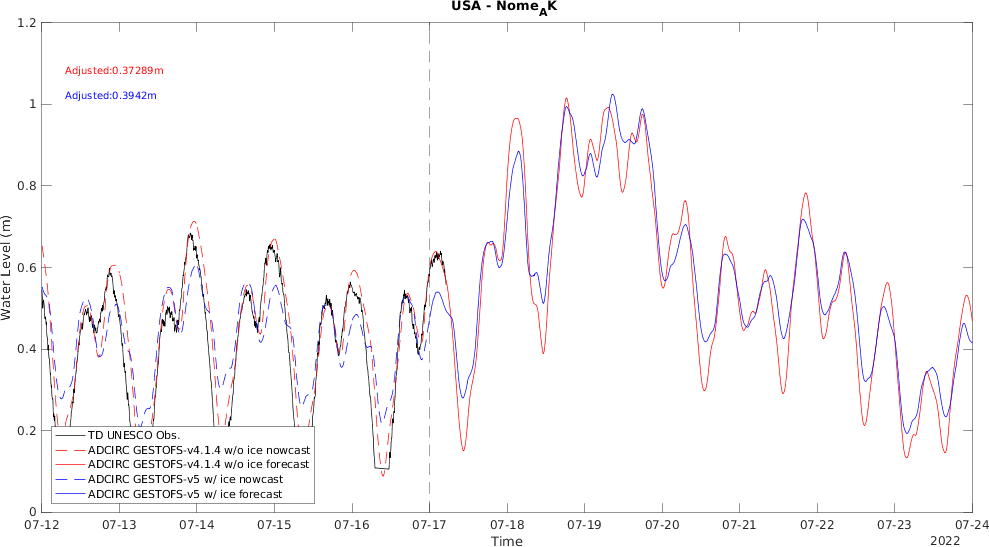 USA - Nome_AK
1.2
Adjusted:0.37289m
1
Adjusted:0.3942m
0.8
0.6
0.4
0.2
0
Water Level (m)
TD UNESCO Obs.
ADCIRC GESTOFS-v4.1.4 w/o ice nowcast
ADCIRC GESTOFS-v4.1.4 w/o ice forecast
ADCIRC GESTOFS-v5 w/ ice nowcast
ADCIRC GESTOFS-v5 w/ ice forecast
07-12 07-13 07-14 07-15 07-16 07-17 07-18 07-19 07-20 07-21 07-22 07-23 07-24
Time
2022